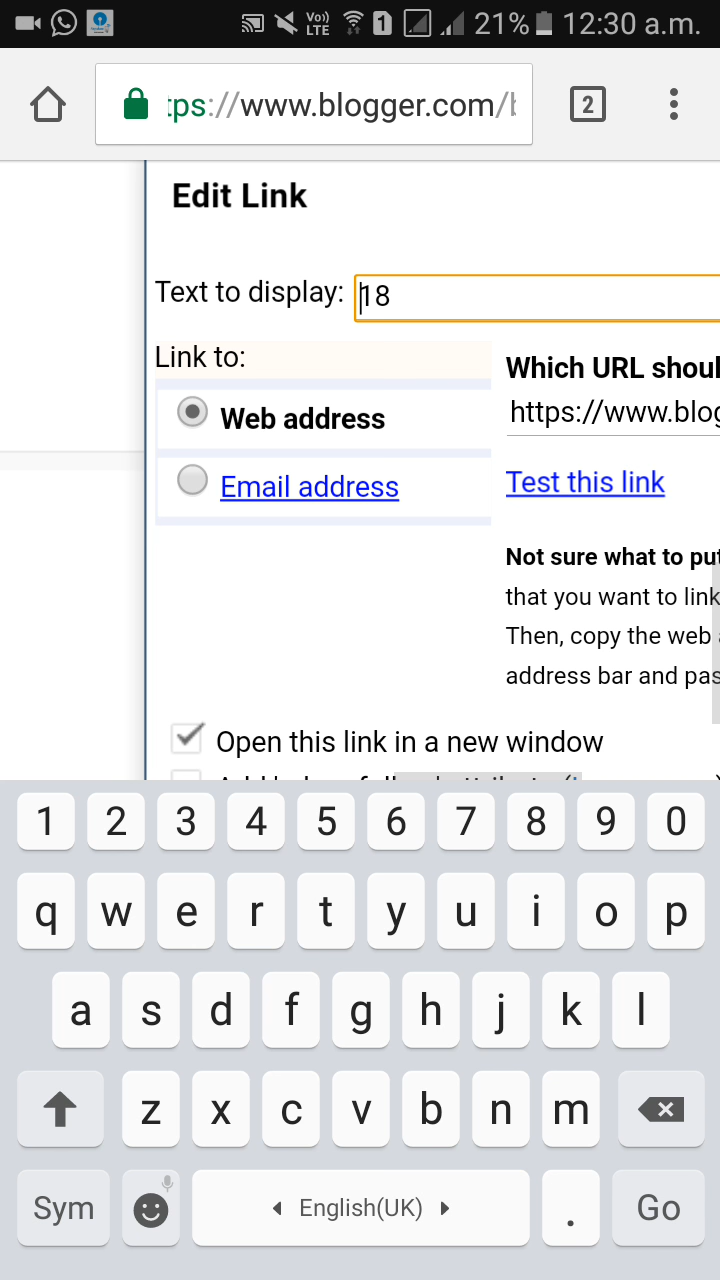 Vo))
LTE
1
21%
12:30 a.m.
tps://www.blogger.com/b
2
Edit Link
Text to display: 18
Link to:
Which URL shoul
Web address
https://www.blog
Email address
Test this link
Not sure what to put
that you want to link
Then, copy the web a
address bar and pas
Open this link in a new window
1 2 3 4 5 6 7 8 9 0
q w e r t y u i o p
a s d f g h j k l
z x c v b n m
Sym
English(UK)
.
Go